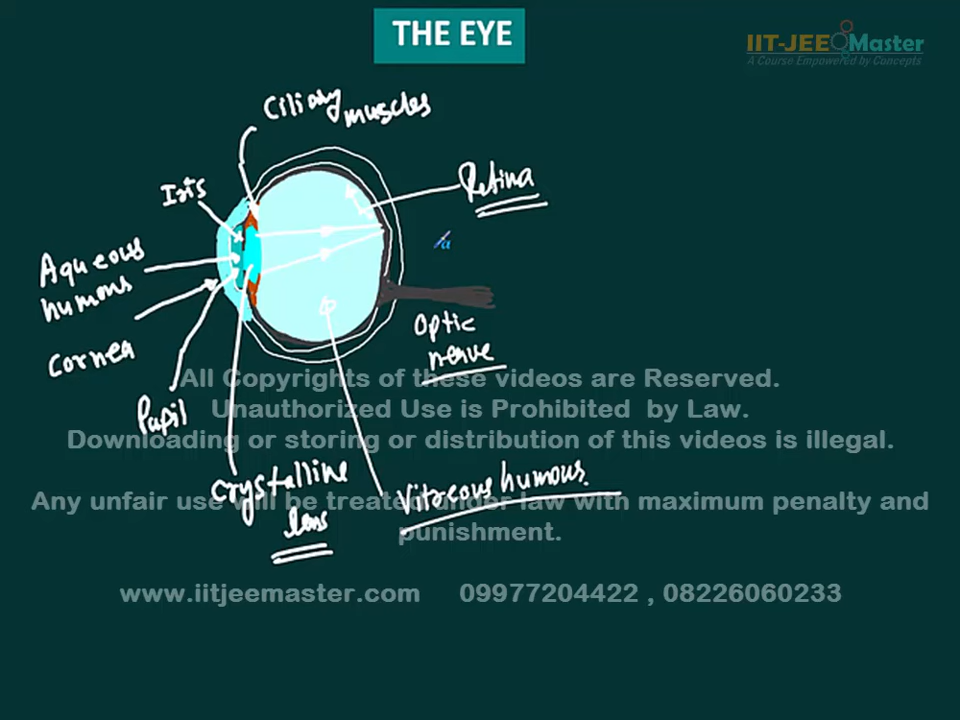 THE EYE
IIT-JEE Master
A Course Empowered by Concepts
Ciliary muscles
Iris
Retina
Aqueous
humous
Cornea
Optic
nerve
Pupil
Crystalline
lens
Vitreous humous.
All Copyrights of these videos are Reserved.
Unauthorized Use is Prohibited by Law.
Downloading or storing or distribution of this videos is illegal.
Any unfair use will be treated under law with maximum penalty and
punishment.
www.iitjeemaster.com 09977204422 , 08226060233